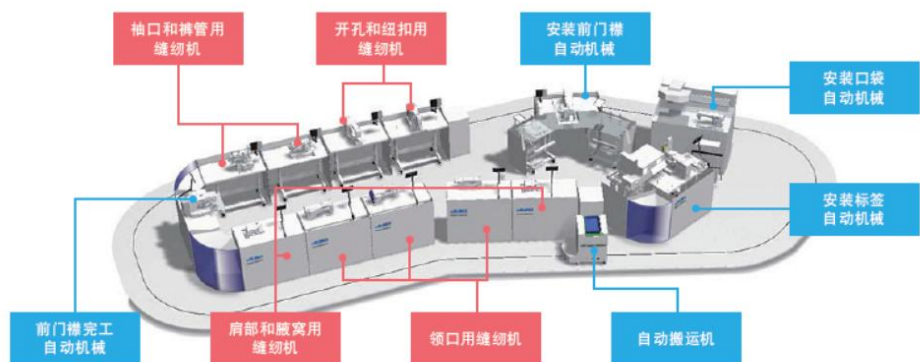 袖口和裤管用
缝纫机
开孔和纽扣用
缝纫机
安装前门襟
自动机械
安装口袋
自动机械
安装标签
自动机械
前门襟完工
自动机械
肩部和腋窝用
缝纫机
领口用缝纫机
自动搬运机